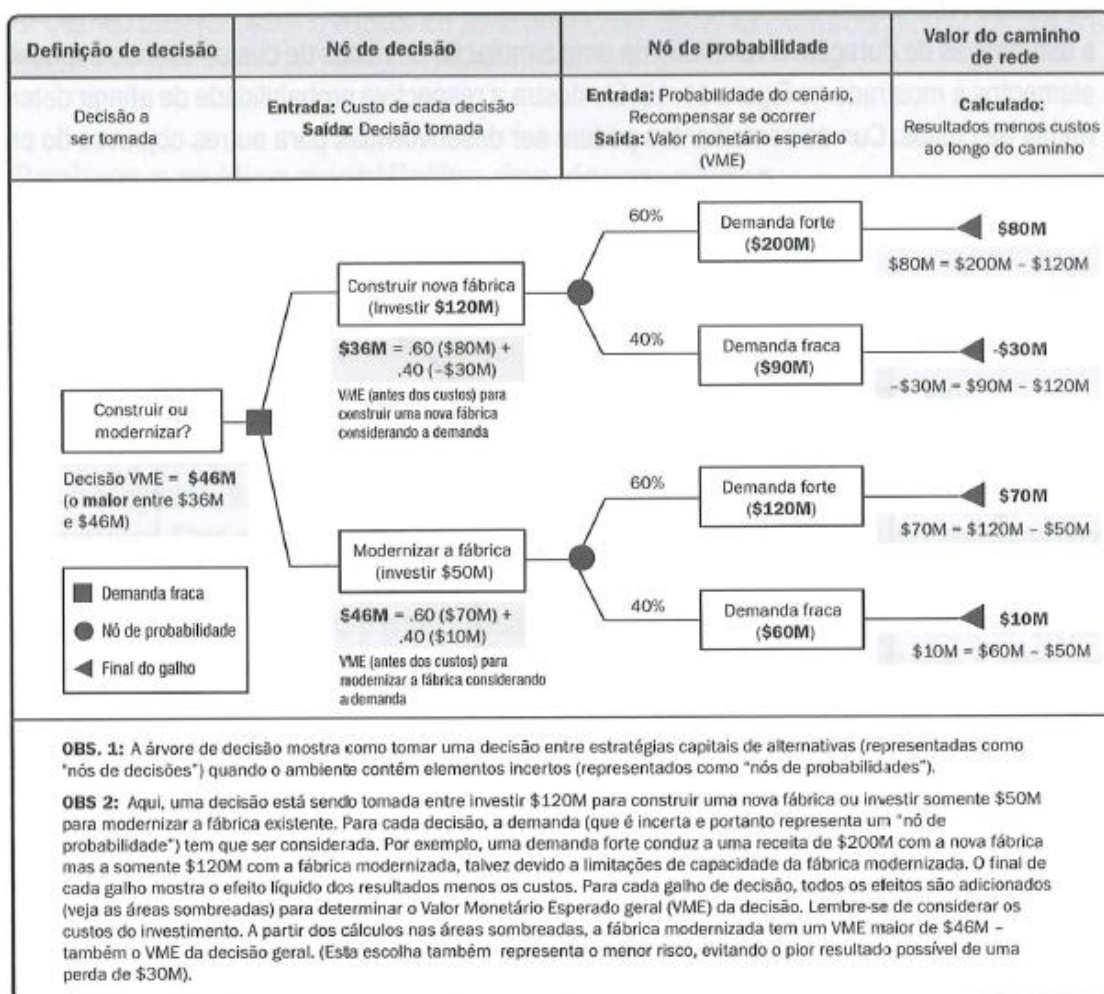 Definição de decisão
Nó de decisão
Nó de probabilidade
Valor do caminho
de rede
Decisão a
ser tomada
Entrada: Custo de cada decisão
Saída: Decisão tomada
Entrada: Probabilidade do cenário,
Recompensar se ocorrer
Saída: Valor monetário esperado
(VME)
Calculado:
Resultados menos custos
ao longo do caminho
Construir ou
modernizar?
Decisão VME = $46M
(o maior entre $36M
e $46M)
Construir nova fábrica
(Investir $120M)
$36M = .60 ($80M) +
.40 (–$30M)
VME (antes dos custos) para
construir uma nova fábrica
considerando a demanda
60%
Demanda forte
($200M)
$80M
$80M = $200M – $120M
40%
Demanda fraca
($90M)
-$30M
–$30M = $90M – $120M
Modernizar a fábrica
(investir $50M)
$46M = .60 ($70M) +
.40 ($10M)
VME (antes dos custos) para
modernizar a fábrica considerando
a demanda
60%
Demanda forte
($120M)
$70M
$70M = $120M – $50M
40%
Demanda fraca
($60M)
$10M
$10M = $60M – $50M
Demanda fraca
Nó de probabilidade
Final do galho
OBS. 1: A árvore de decisão mostra como tomar uma decisão entre estratégias capitais de alternativas (representadas como
"nós de decisões") quando o ambiente contém elementos incertos (representados como "nós de probabilidades").
OBS 2: Aqui, uma decisão está sendo tomada entre investir $120M para construir uma nova fábrica ou investir somente $50M
para modernizar a fábrica existente. Para cada decisão, a demanda (que é incerta e portanto representa um "nó de
probabilidade") tem que ser considerada. Por exemplo, uma demanda forte conduz a uma receita de $200M com a nova fábrica
mas a somente $120M com a fábrica modernizada, talvez devido a limitações de capacidade da fábrica modernizada. O final de
cada galho mostra o efeito líquido dos resultados menos os custos. Para cada galho de decisão, todos os efeitos são adicionados
(veja as áreas sombreadas) para determinar o Valor Monetário Esperado geral (VME) da decisão. Lembre-se de considerar os
custos do investimento. A partir dos cálculos nas áreas sombreadas, a fábrica modernizada tem um VME maior de $46M –
também o VME da decisão geral. (Esta escolha também representa o menor risco, evitando o pior resultado possível de uma
perda de $30M).